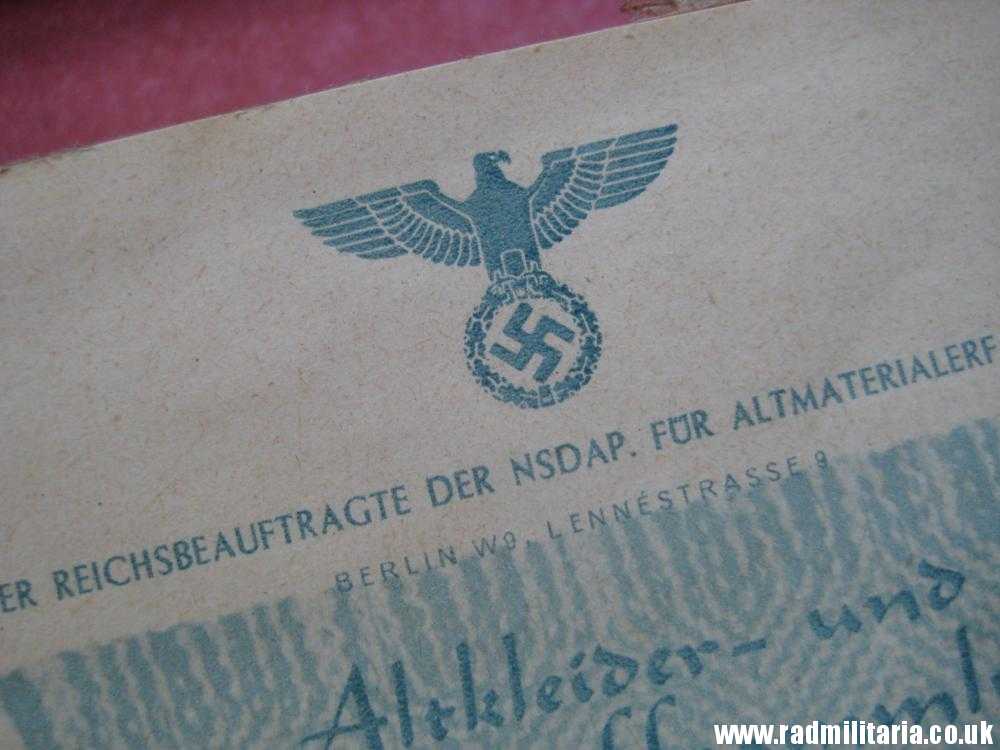 ER REICHSBEAUFTRAGTE DER NSDAP. FÜR ALTMATERIALERF
BERLIN W9, LENNÉSTRASSE 9
Altkleider- und
www.radmilitaria.co.uk